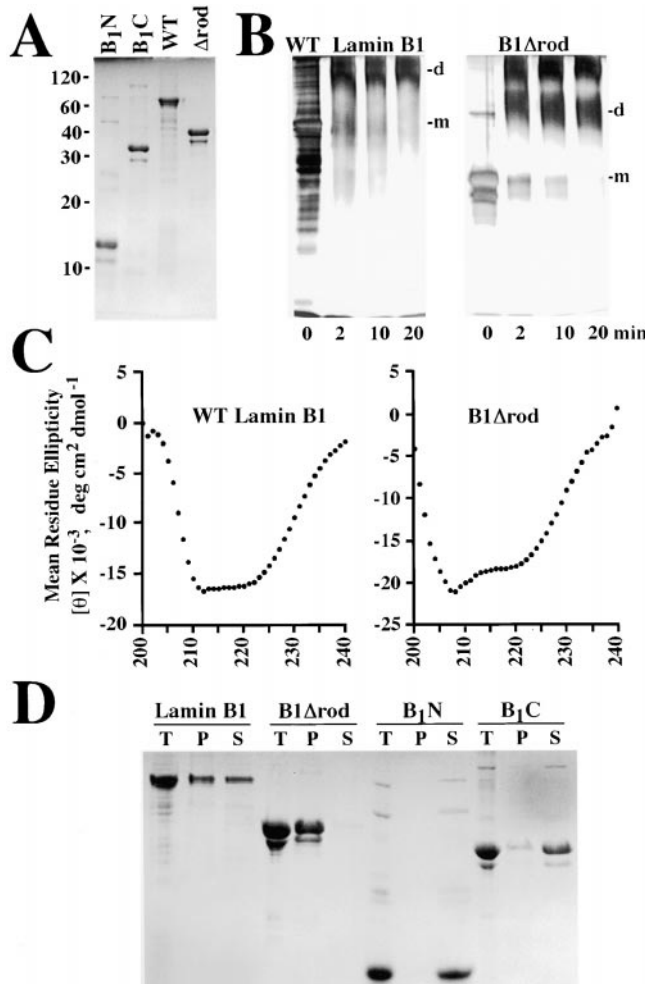 A
B₁N B₁C WT Δrod
120-
60-
40-
30-
20-
10-
B
WT Lamin B1
-d
-m
0 2 10 20
B1Δrod
-d
-m
0 2 10 20 min
C
Mean Residue Ellipticity
[θ] X 10⁻³, deg cm² dmol⁻¹
WT Lamin B1
5
0
-5
-10
-15
-20
200 210 220 230 240
B1Δrod
5
0
-5
-10
-15
-20
-25
200 210 220 230 240
D
Lamin B1 B1Δrod B₁N B₁C
T P S T P S T P S T P S